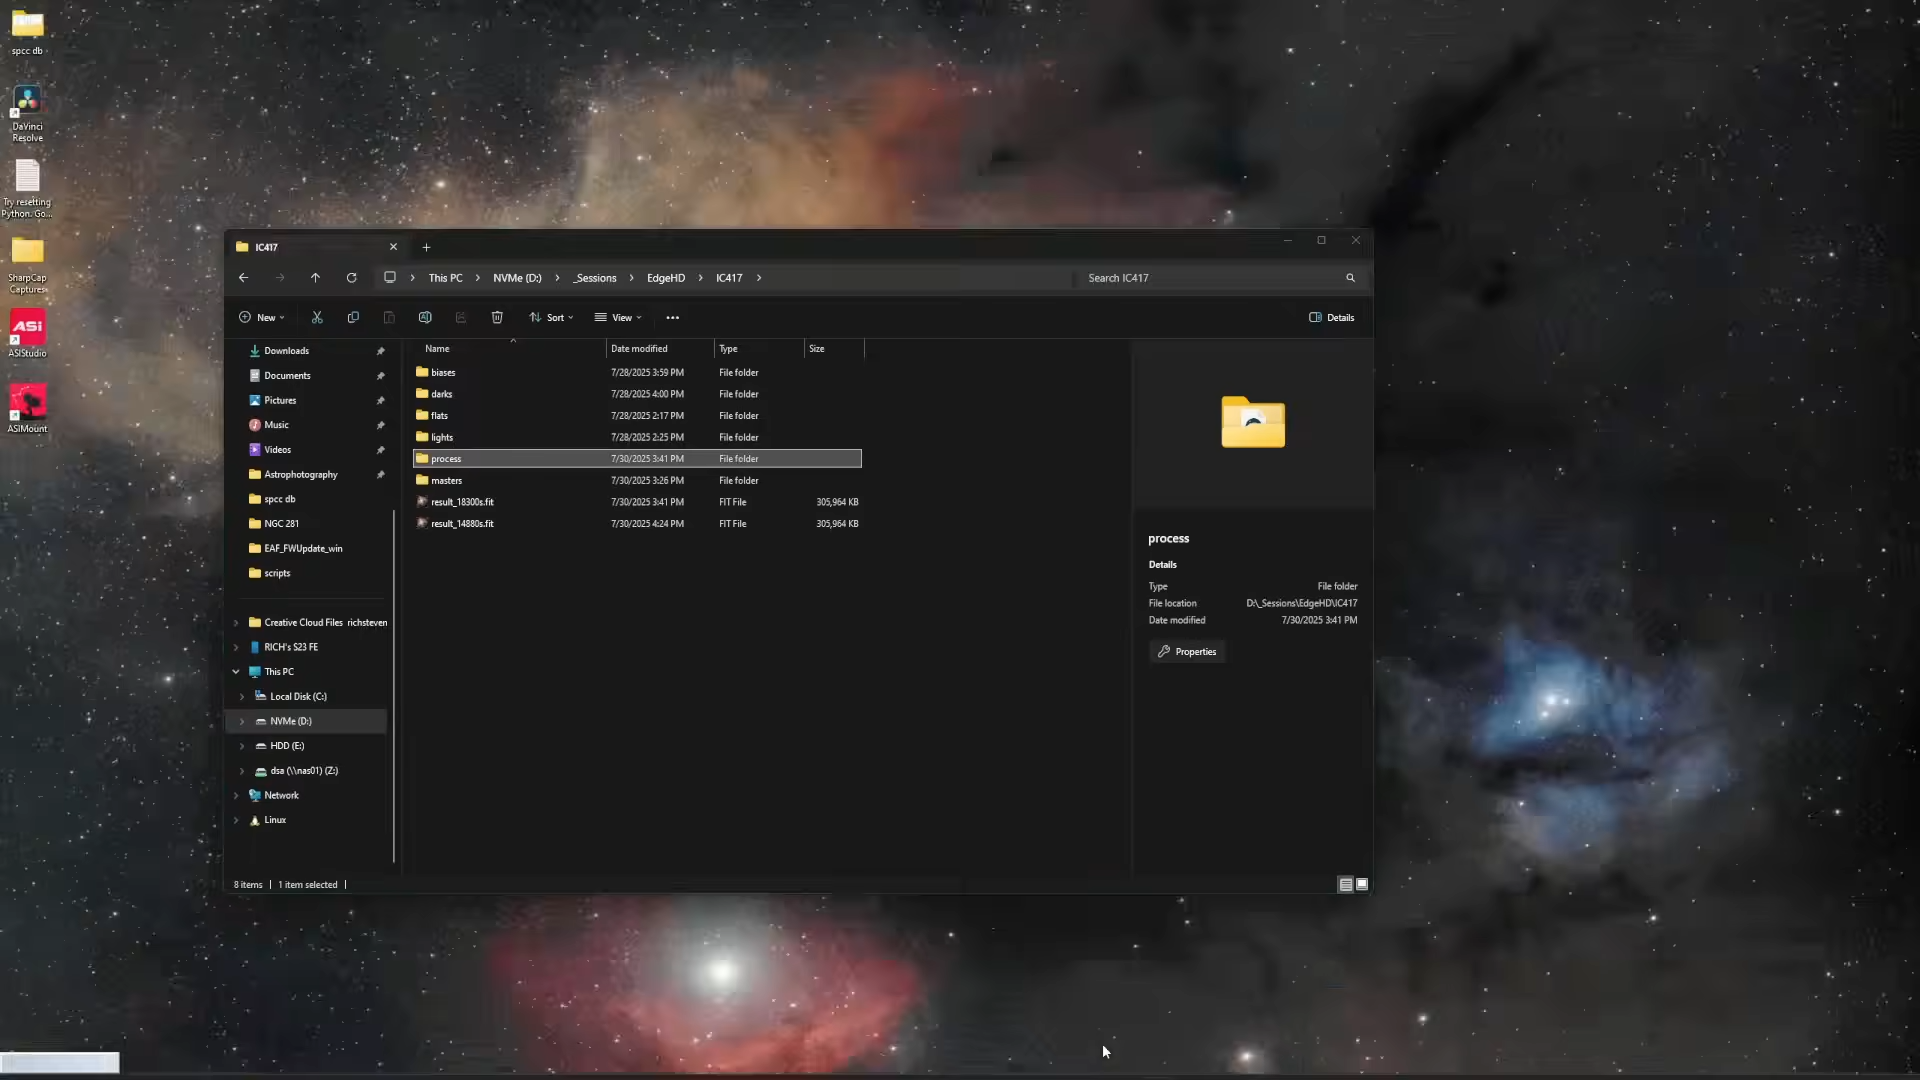 spcc db
DaVinci
Resolve
Try resetting
Python. Go...
SharpCap
Captures
ASI
ASIStudio
ASIMount
IC417
This PC
NVMe (D:)
_Sessions
EdgeHD
IC417
Search IC417
New
Sort
View
Details
Downloads
Documents
Pictures
Music
Videos
Astrophotography
spcc db
NGC 281
EAF_FWUpdate_win
scripts
Creative Cloud Files richsteven
RICH's S23 FE
This PC
Local Disk (C:)
NVMe (D:)
HDD (E:)
dsa (\\nas01) (Z:)
Network
Linux
Name Date modified Type Size
biases 7/28/2025 3:59 PM File folder
darks 7/28/2025 4:00 PM File folder
flats 7/28/2025 2:17 PM File folder
lights 7/28/2025 2:25 PM File folder
process 7/30/2025 3:41 PM File folder
masters 7/30/2025 3:26 PM File folder
result_18300s.fit 7/30/2025 3:41 PM FIT File 305,964 KB
result_14880s.fit 7/30/2025 4:24 PM FIT File 305,964 KB
process
Details
Type File folder
File location D:\_Sessions\EdgeHD\IC417
Date modified 7/30/2025 3:41 PM
Properties
8 items 1 item selected